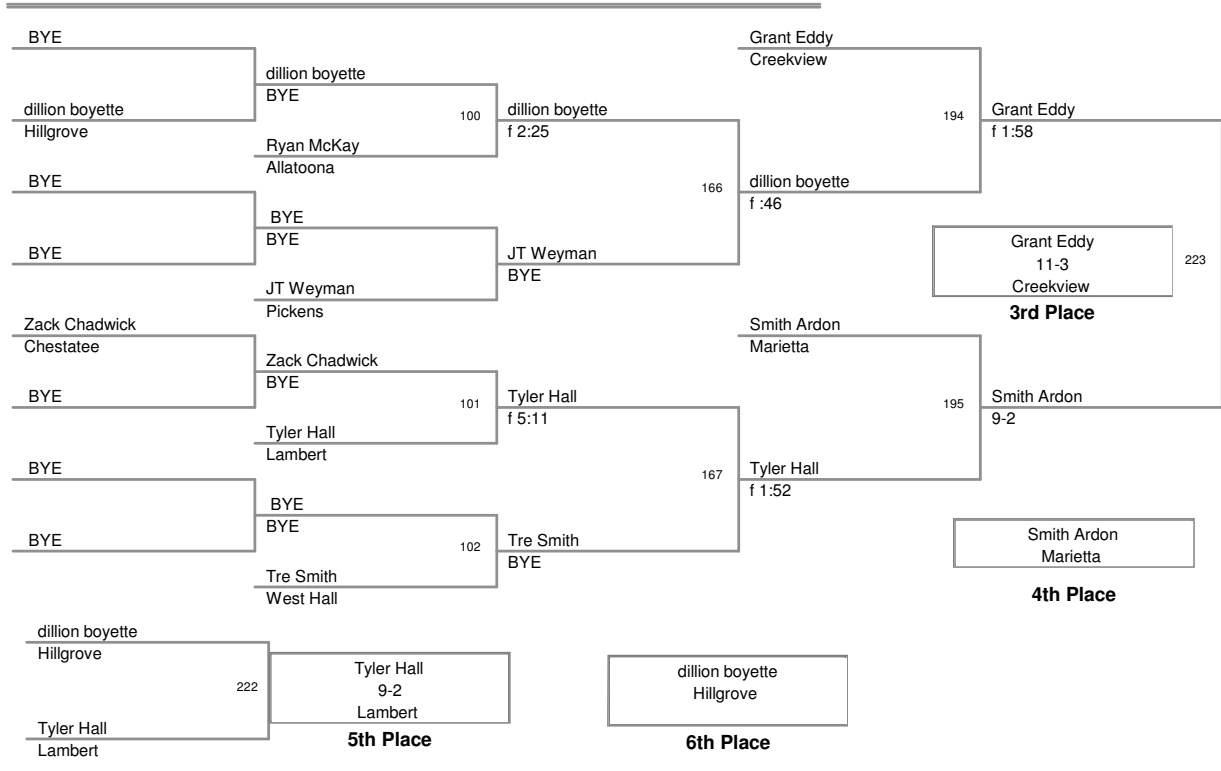 BYE
dillion boyette
Hillgrove
BYE
BYE
Zack Chadwick
Chestatee
BYE
BYE
BYE
dillion boyette
BYE
100
Ryan McKay
Allatoona
BYE
BYE
JT Weyman
Pickens
Zack Chadwick
BYE
101
Tyler Hall
Lambert
BYE
BYE
102
Tre Smith
West Hall
dillion boyette
f 2:25
166
JT Weyman
BYE
Tyler Hall
f 5:11
167
Tre Smith
BYE
Grant Eddy
Creekview
194
dillion boyette
f :46
Smith Ardon
Marietta
195
Tyler Hall
f 1:52
Grant Eddy
f 1:58
Grant Eddy
11-3
Creekview
223
3rd Place
Smith Ardon
9-2
Smith Ardon
Marietta
4th Place
dillion boyette
Hillgrove
222
Tyler Hall
Lambert
Tyler Hall
9-2
Lambert
5th Place
dillion boyette
Hillgrove
6th Place